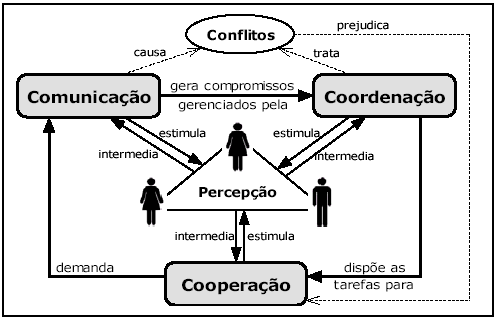 prejudica
Conflitos
causa
trata
Comunicação
gera compromissos
gerenciados pela
Coordenação
estimula
intermedia
estimula
intermedia
Percepção
intermedia
estimula
demanda
dispõe as
tarefas para
Cooperação